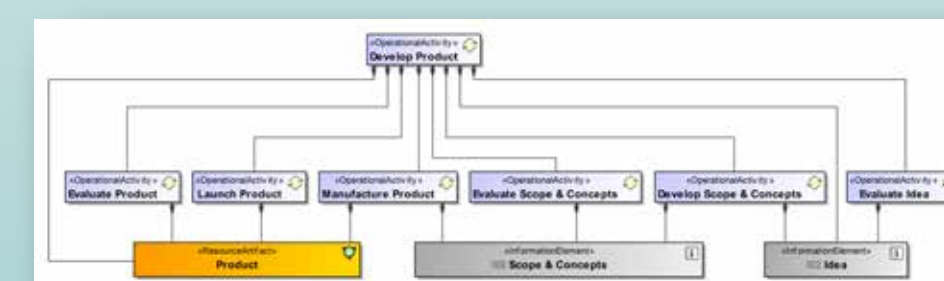 «OperationalActivity»
Develop Product
«OperationalActivity»
Evaluate Product
«OperationalActivity»
Launch Product
«OperationalActivity»
Manufacture Product
«OperationalActivity»
Evaluate Scope & Concepts
«OperationalActivity»
Develop Scope & Concepts
«OperationalActivity»
Evaluate Idea
«ResourceArtifact»
Product
«InformationElement»
Scope & Concepts
«InformationElement»
Idea